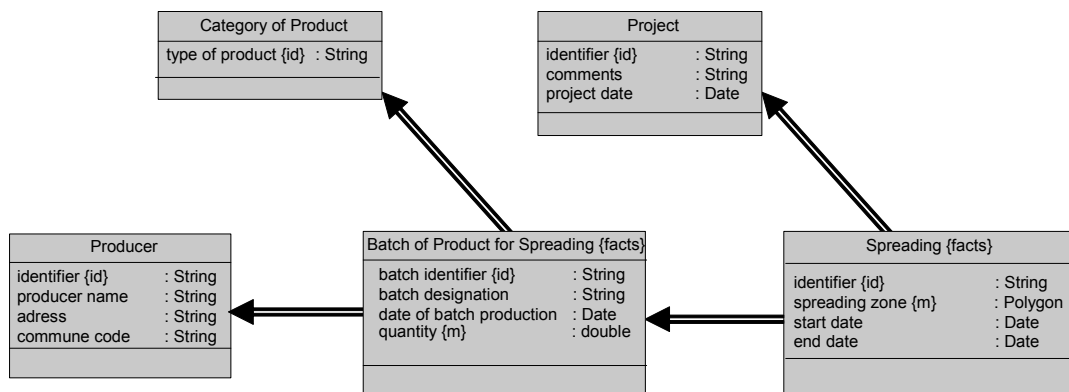 Category of Product
type of product {id} : String
Project
identifier {id} : String
comments : String
project date : Date
Producer
identifier {id} : String
producer name : String
adress : String
commune code : String
Batch of Product for Spreading {facts}
batch identifier {id} : String
batch designation : String
date of batch production : Date
quantity {m} : double
Spreading {facts}
identifier {id} : String
spreading zone {m} : Polygon
start date : Date
end date : Date